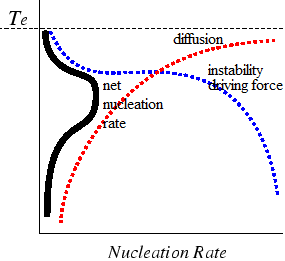 Te
diffusion
instability
driving force
net
nucleation
rate
Nucleation Rate